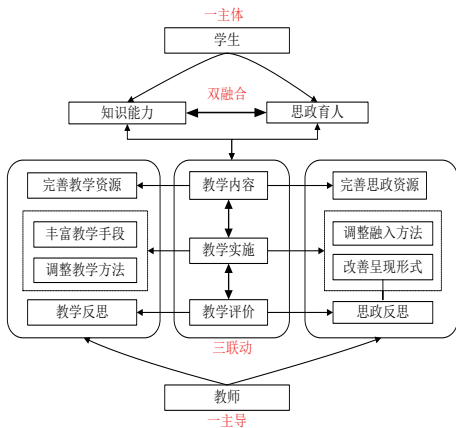 一主体
学生
双融合
知识能力
思政育人
完善教学资源
教学内容
完善思政资源
丰富教学手段
调整融入方法
教学实施
调整教学方法
改善呈现形式
教学反思
教学评价
思政反思
三联动
教师
一主导